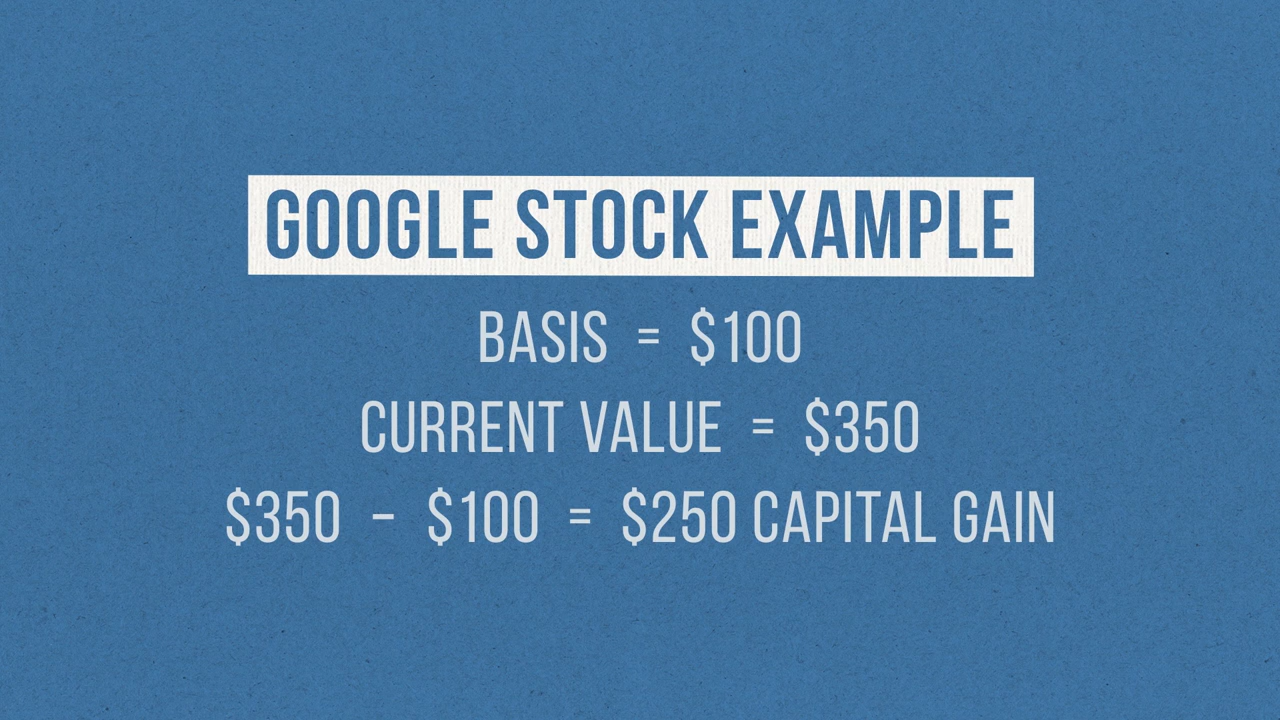 GOOGLE STOCK EXAMPLE
BASIS = $100
CURRENT VALUE = $350
$350 - $100 = $250 CAPITAL GAIN